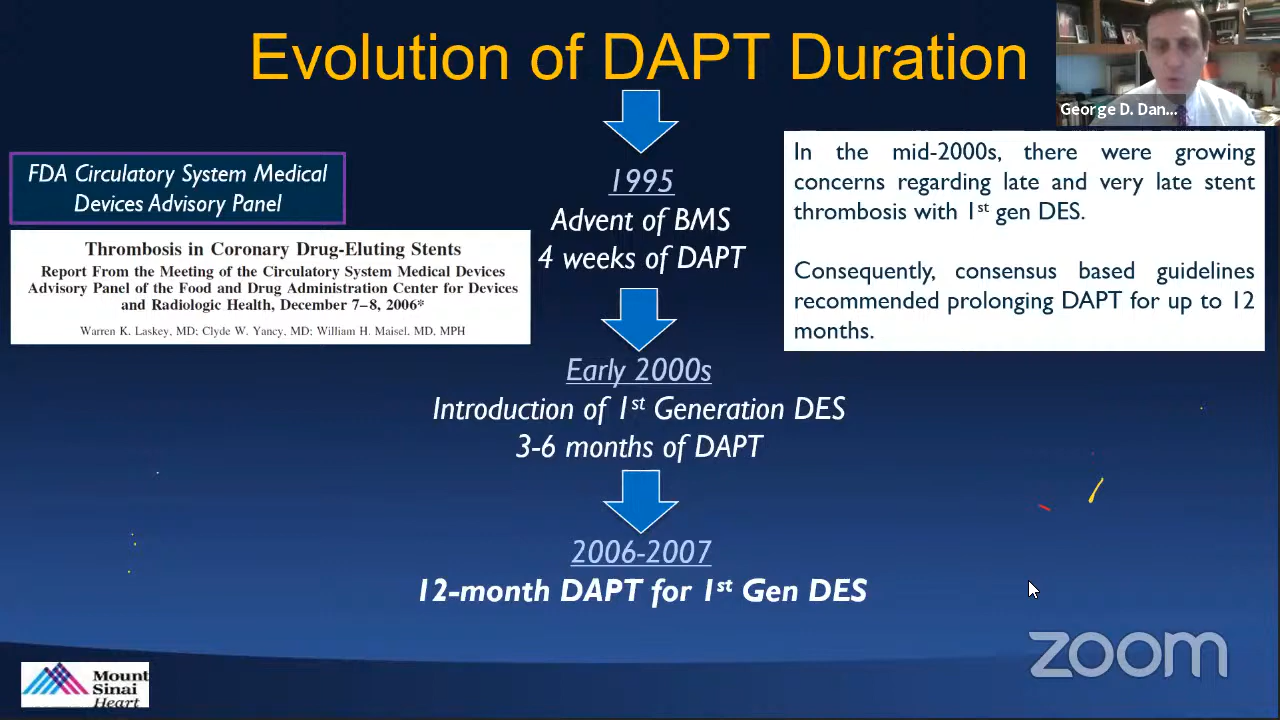 Evolution of DAPT Duration
George D. Dan...
FDA Circulatory System Medical
Devices Advisory Panel
Thrombosis in Coronary Drug-Eluting Stents
Report From the Meeting of the Circulatory System Medical Devices
Advisory Panel of the Food and Drug Administration Center for Devices
and Radiologic Health, December 7–8, 2006*
Warren K. Laskey, MD; Clyde W. Yancy, MD; William H. Maisel, MD, MPH
1995
Advent of BMS
4 weeks of DAPT
In the mid-2000s, there were growing
concerns regarding late and very late stent
thrombosis with 1st gen DES.
Consequently, consensus based guidelines
recommended prolonging DAPT for up to 12
months.
Early 2000s
Introduction of 1st Generation DES
3-6 months of DAPT
2006-2007
12-month DAPT for 1st Gen DES
Mount
Sinai
Heart
zoom